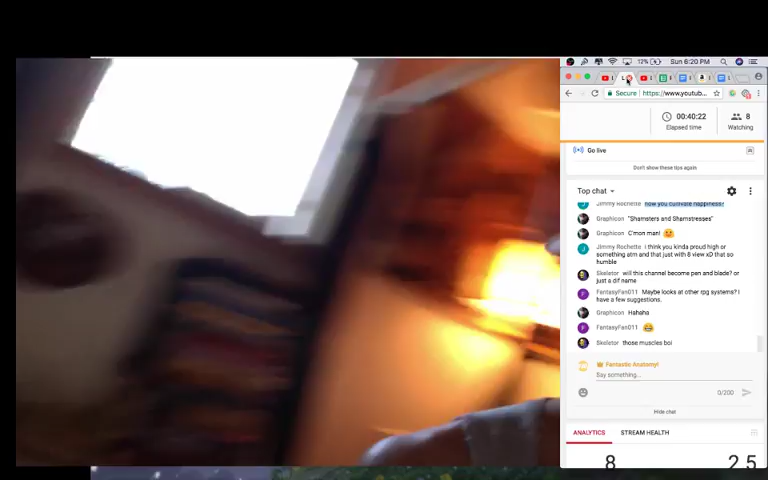 12%
Sun 6:20 PM
Secure
https://www.youtub...
00:40:22
Elapsed time
8
Watching
Go live
Don't show these tips again
Top chat
Jimmy Rochette how you cultivate happiness?
Graphicon "Shamsters and Shamstresses"
Graphicon C'mon man!
Jimmy Rochette I think you kinda proud high or
something atm and that just with 8 view xD that so
humble
Skeletor will this channel become pen and blade? or
just a dif name
FantasyFan011 Maybe looks at other rpg systems? I
have a few suggestions.
Graphicon Hahaha
FantasyFan011
Skeletor those muscles boi
Fantastic Anatomy!
Say something...
0/200
Hide chat
ANALYTICS
STREAM HEALTH
8
2.5